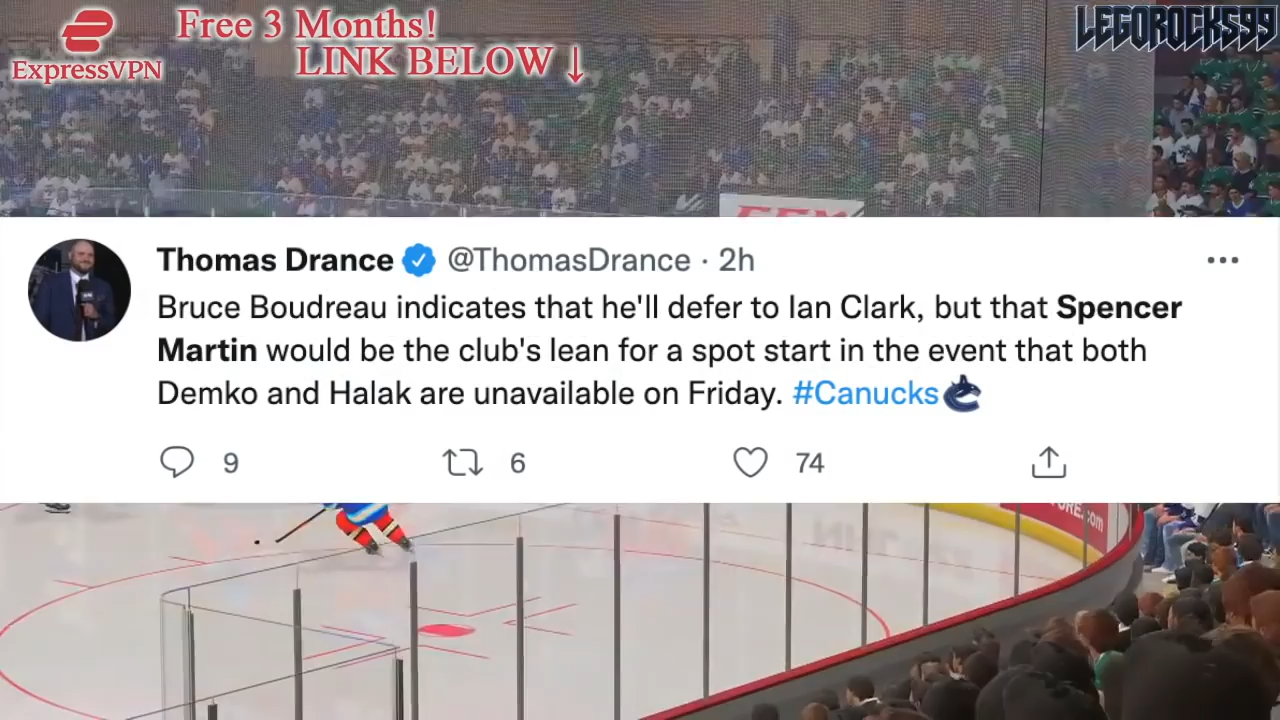 Free 3 Months!
LEGOROCKS99
ExpressVPN
LINK BELOW ↓
Thomas Drance @ThomasDrance · 2h
Bruce Boudreau indicates that he'll defer to Ian Clark, but that Spencer
Martin would be the club's lean for a spot start in the event that both
Demko and Halak are unavailable on Friday. #Canucks
9 6 74